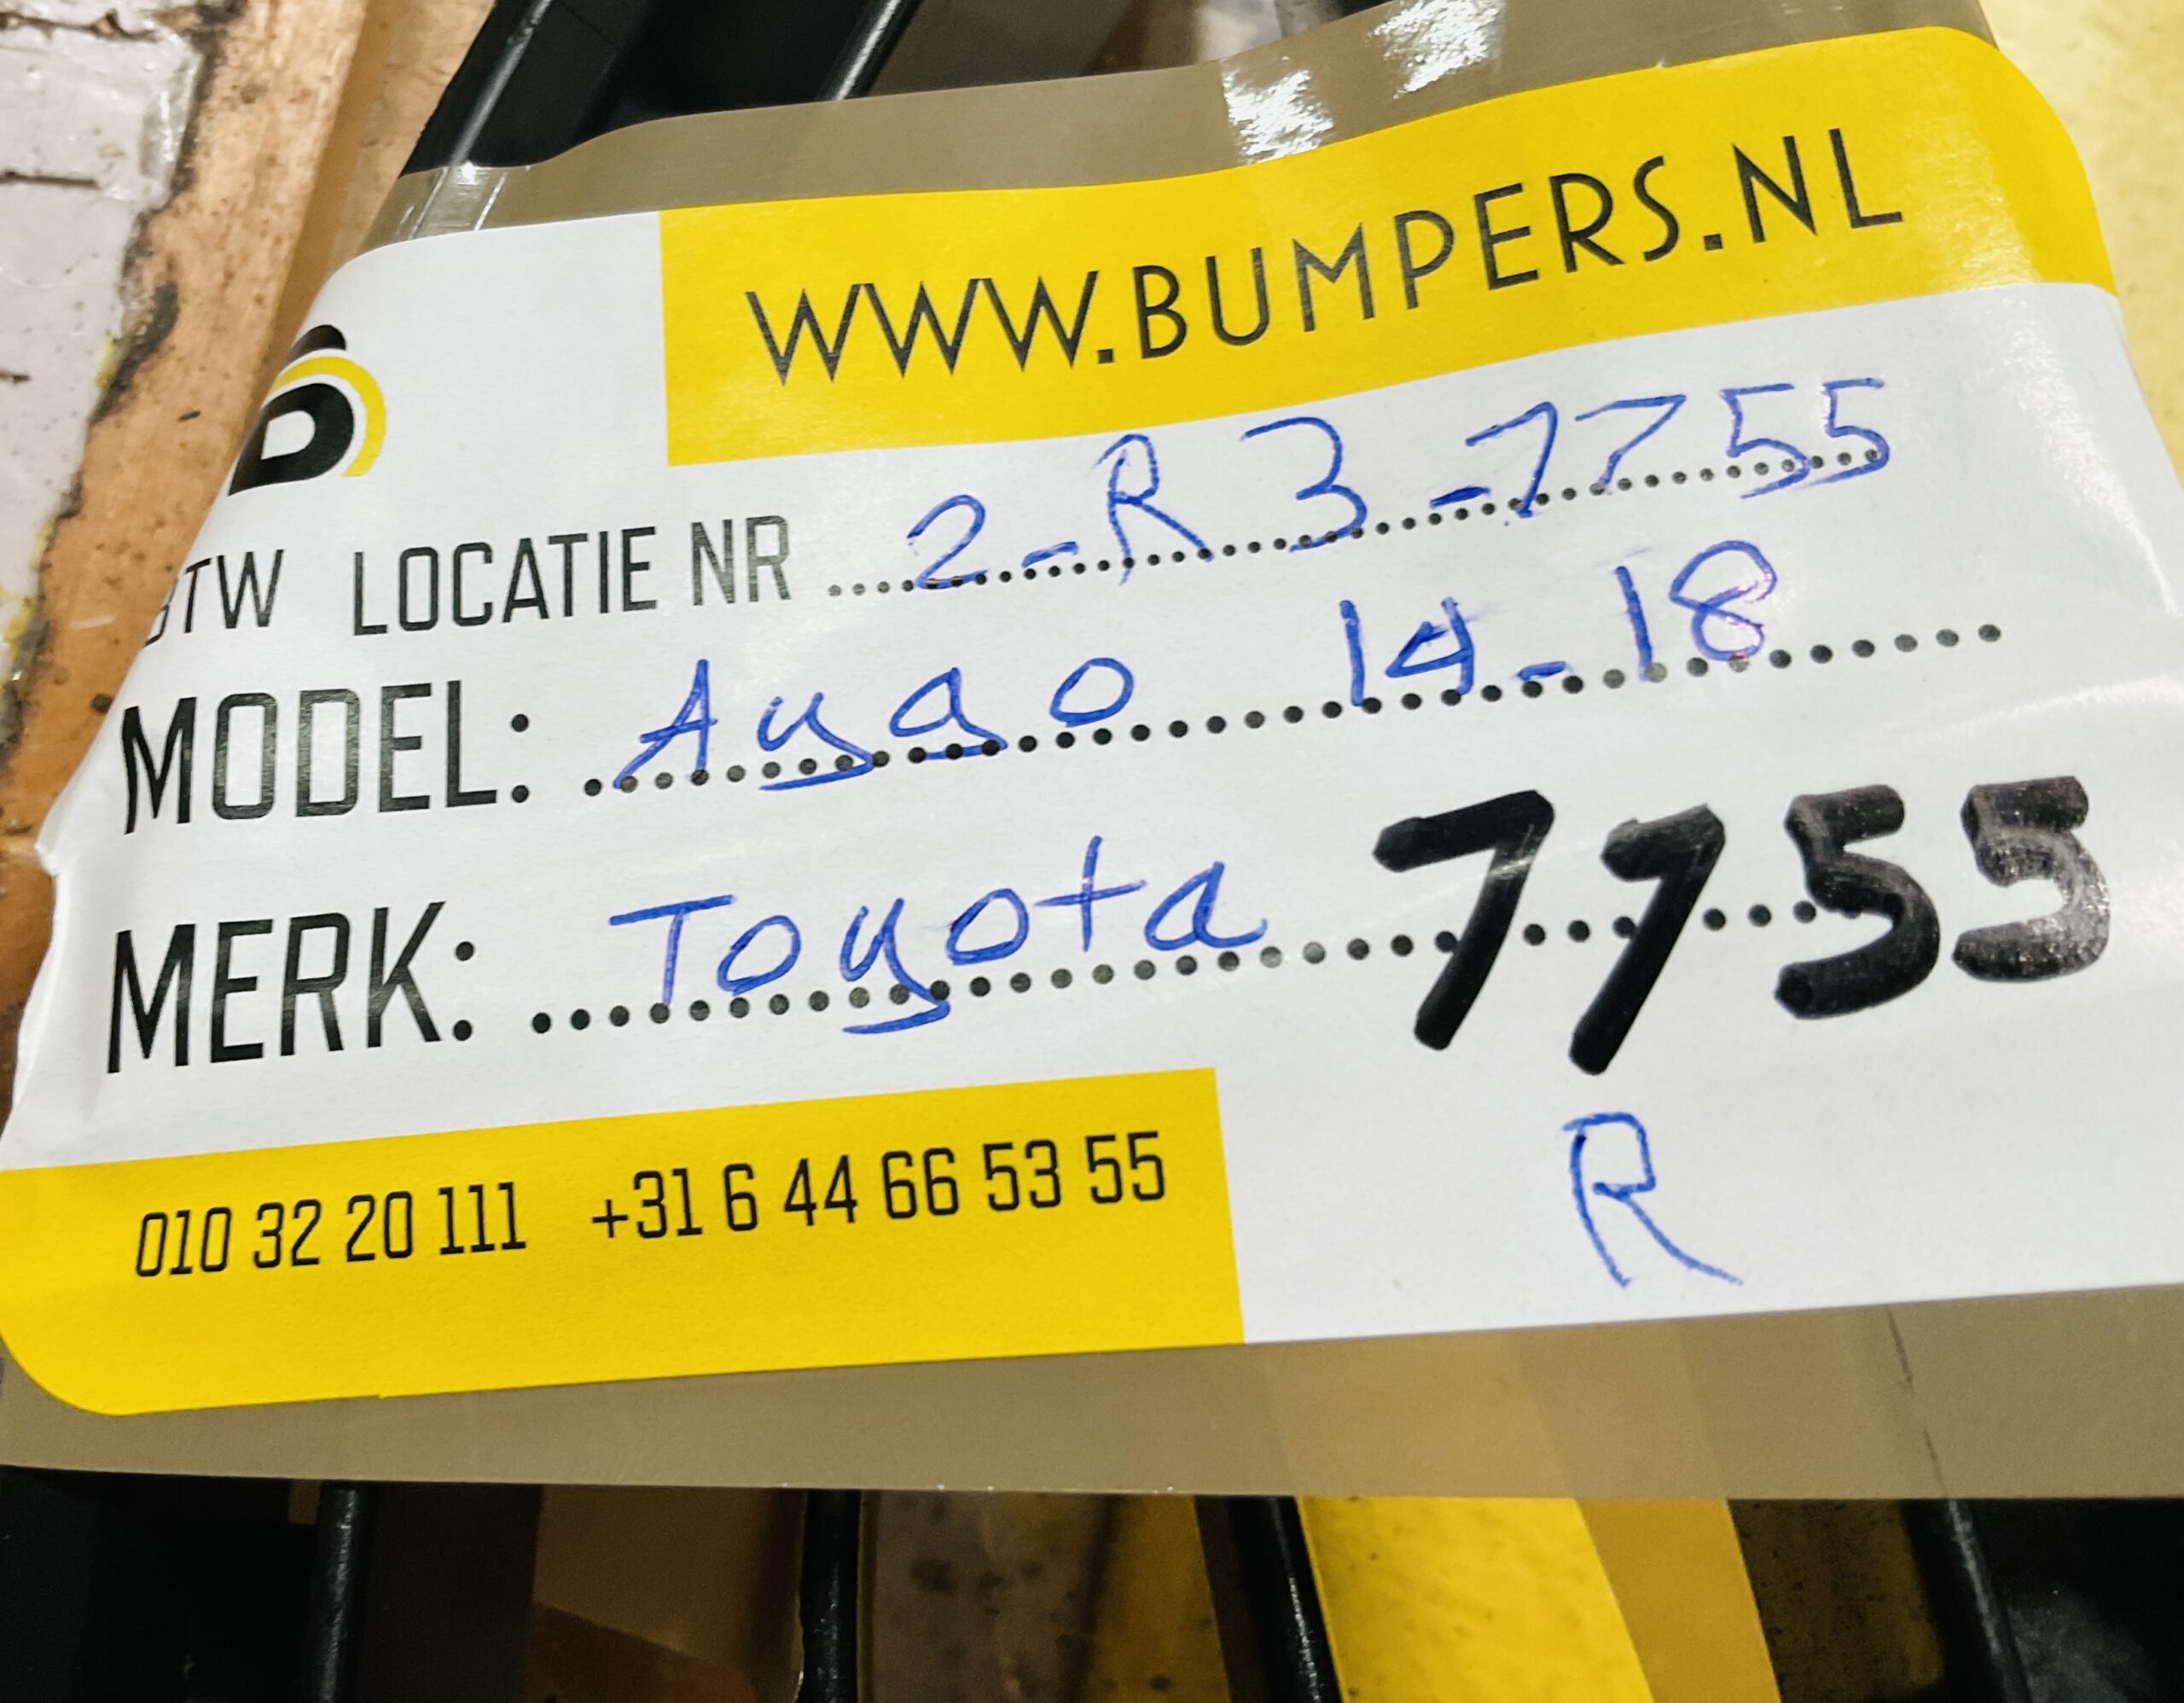 WWW.BUMPERS.NL
BTW LOCATIE NR 2-R3-7755
MODEL: Aygo 14-18
MERK: Toyota 7755
010 32 20 111 +31 6 44 66 53 55
R